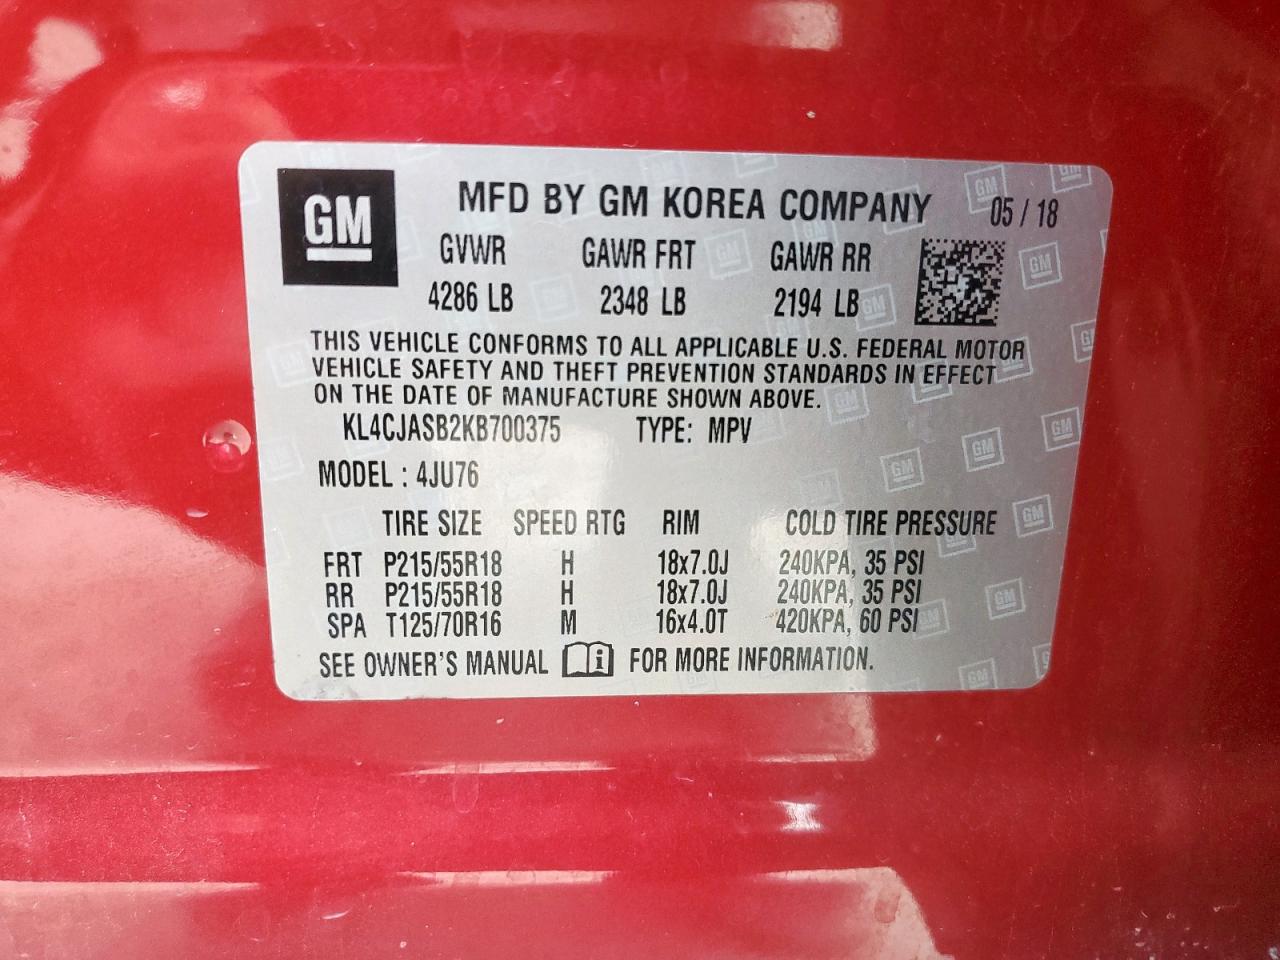 GM MFD BY GM KOREA COMPANY 05 / 18
GVWR GAWR FRT GAWR RR
4286 LB 2348 LB 2194 LB
THIS VEHICLE CONFORMS TO ALL APPLICABLE U.S. FEDERAL MOTOR
VEHICLE SAFETY AND THEFT PREVENTION STANDARDS IN EFFECT
ON THE DATE OF MANUFACTURE SHOWN ABOVE.
KL4CJASB2KB700375 TYPE: MPV
MODEL : 4JU76
TIRE SIZE SPEED RTG RIM COLD TIRE PRESSURE
FRT P215/55R18 H 18x7.0J 240KPA, 35 PSI
RR P215/55R18 H 18x7.0J 240KPA, 35 PSI
SPA T125/70R16 M 16x4.0T 420KPA, 60 PSI
SEE OWNER'S MANUAL i FOR MORE INFORMATION.